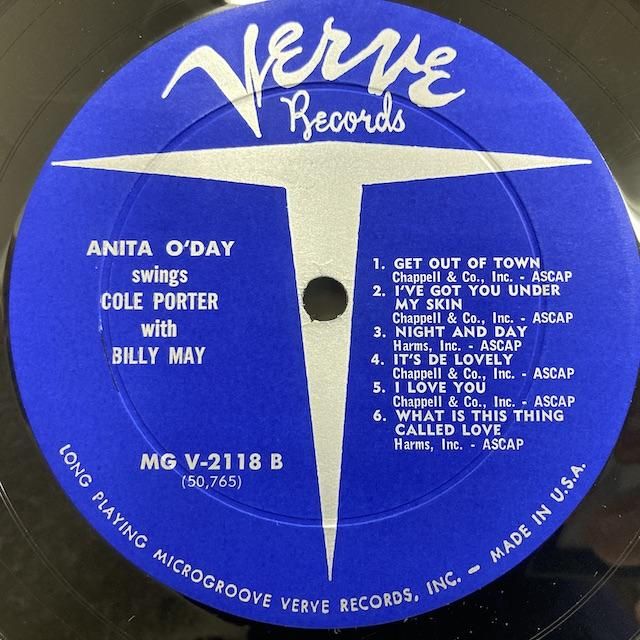 Verve
Records
ANITA O'DAY
swings
COLE PORTER
with
BILLY MAY
1. GET OUT OF TOWN
Chappell & Co., Inc. - ASCAP
2. I'VE GOT YOU UNDER
MY SKIN
Chappell & Co., Inc. - ASCAP
3. NIGHT AND DAY
Harms, Inc. - ASCAP
4. IT'S DE LOVELY
Chappell & Co., Inc. - ASCAP
5. I LOVE YOU
Chappell & Co., Inc. - ASCAP
6. WHAT IS THIS THING
CALLED LOVE
Harms, Inc. - ASCAP
MG V-2118 B
(50,765)
LONG PLAYING MICROGROOVE VERVE RECORDS, INC. - MADE IN U.S.A.